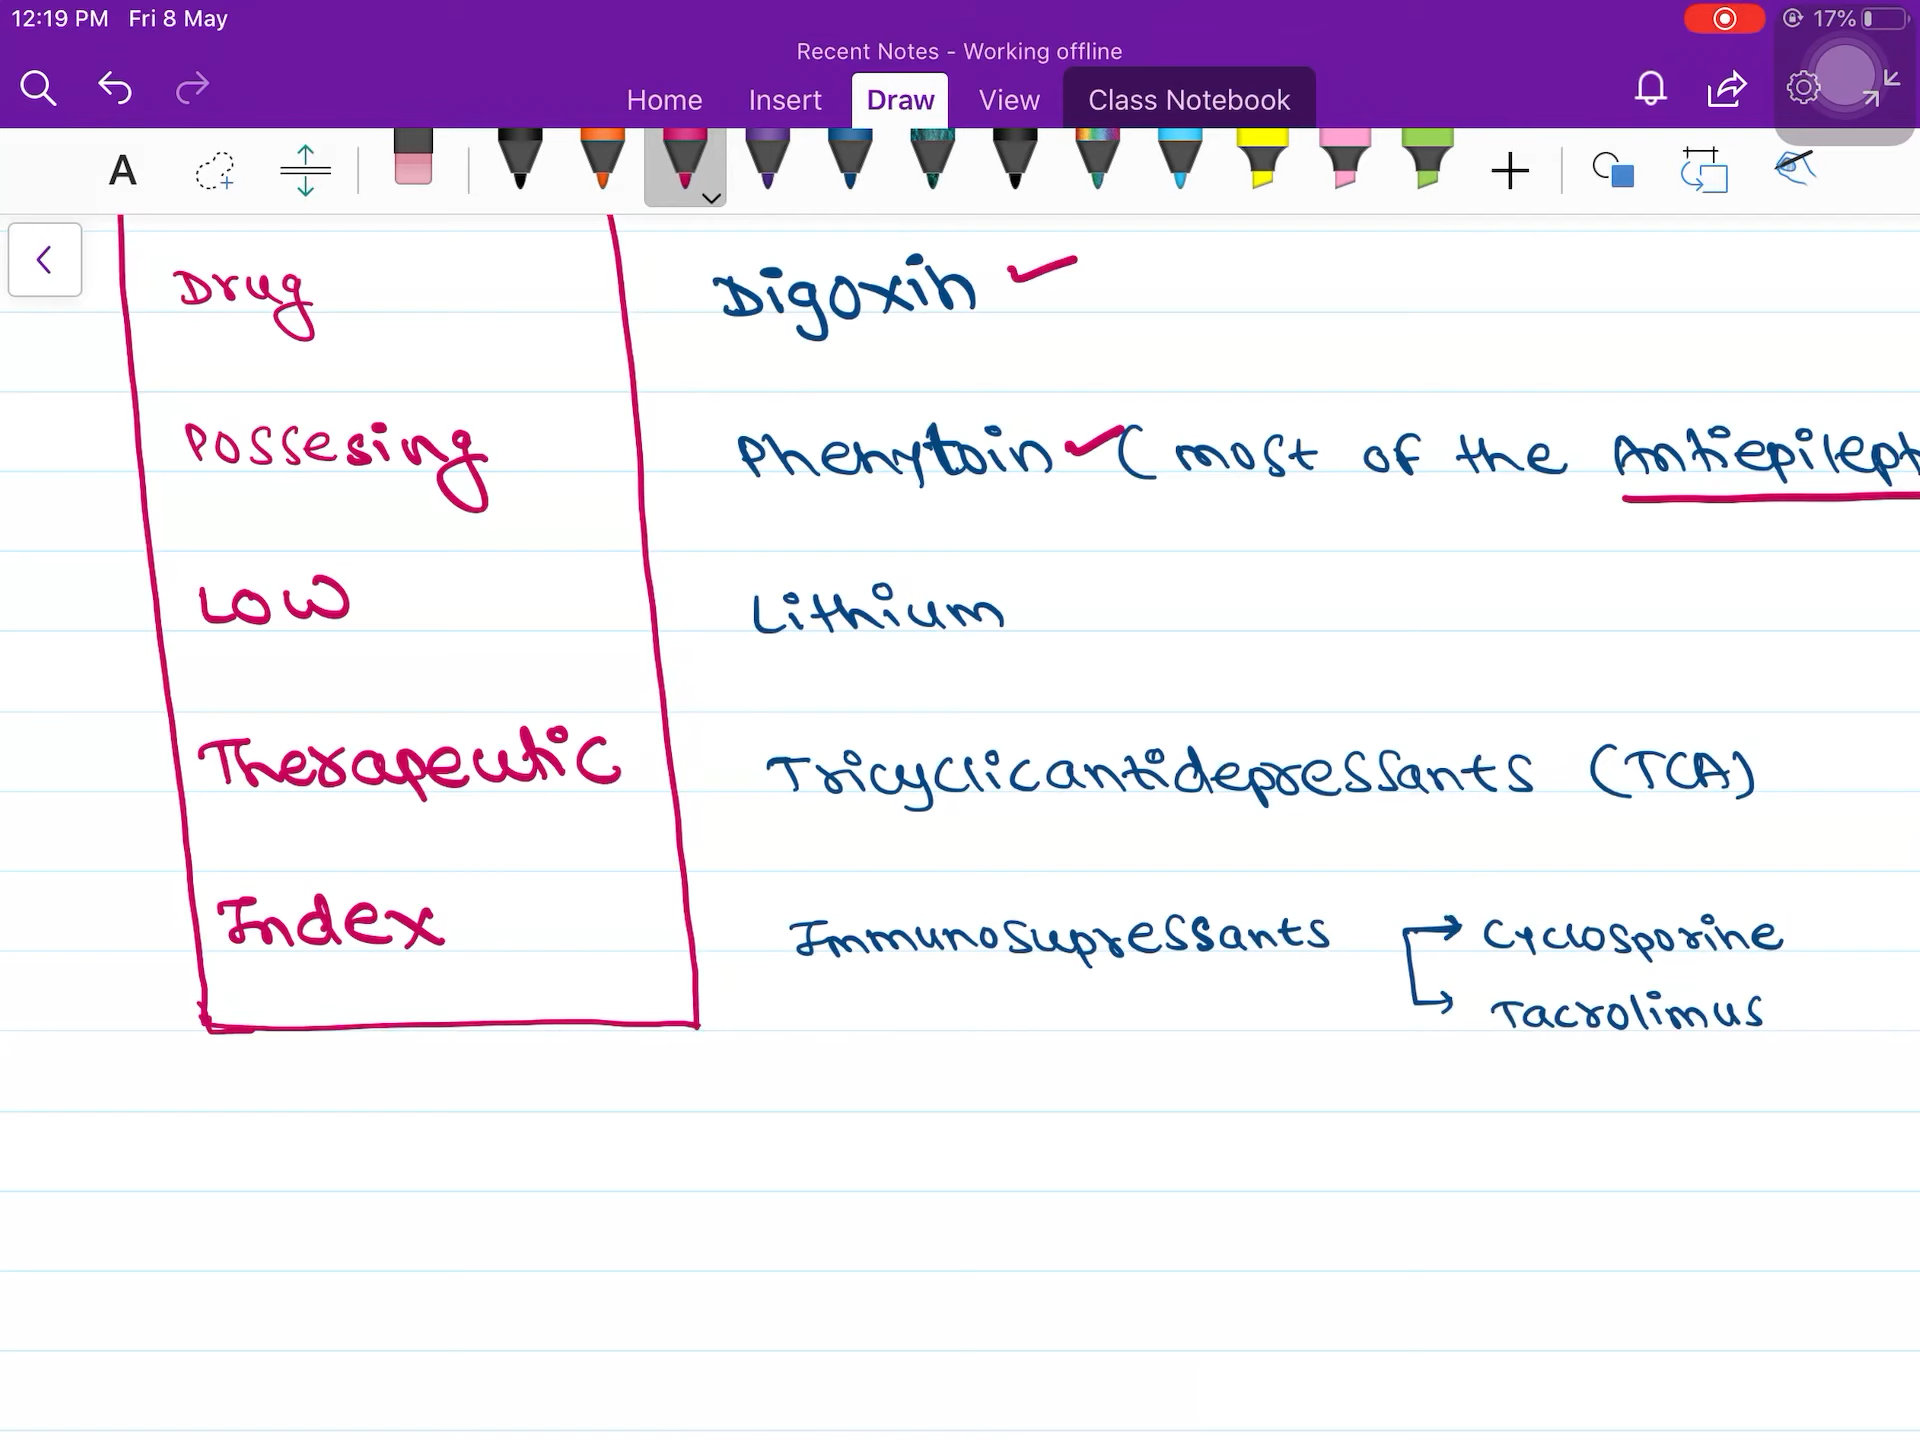 12:19 PM Fri 8 May 17%
Recent Notes - Working offline
Home Insert Draw View Class Notebook
A
Drug Digoxin
Possesing Phenytoin ( most of the Antiepilept
Low Lithium
Therapeutic Tricyclicantidepressants (TCA)
Index Immunosupressants → Cyclosporine
→ Tacrolimus